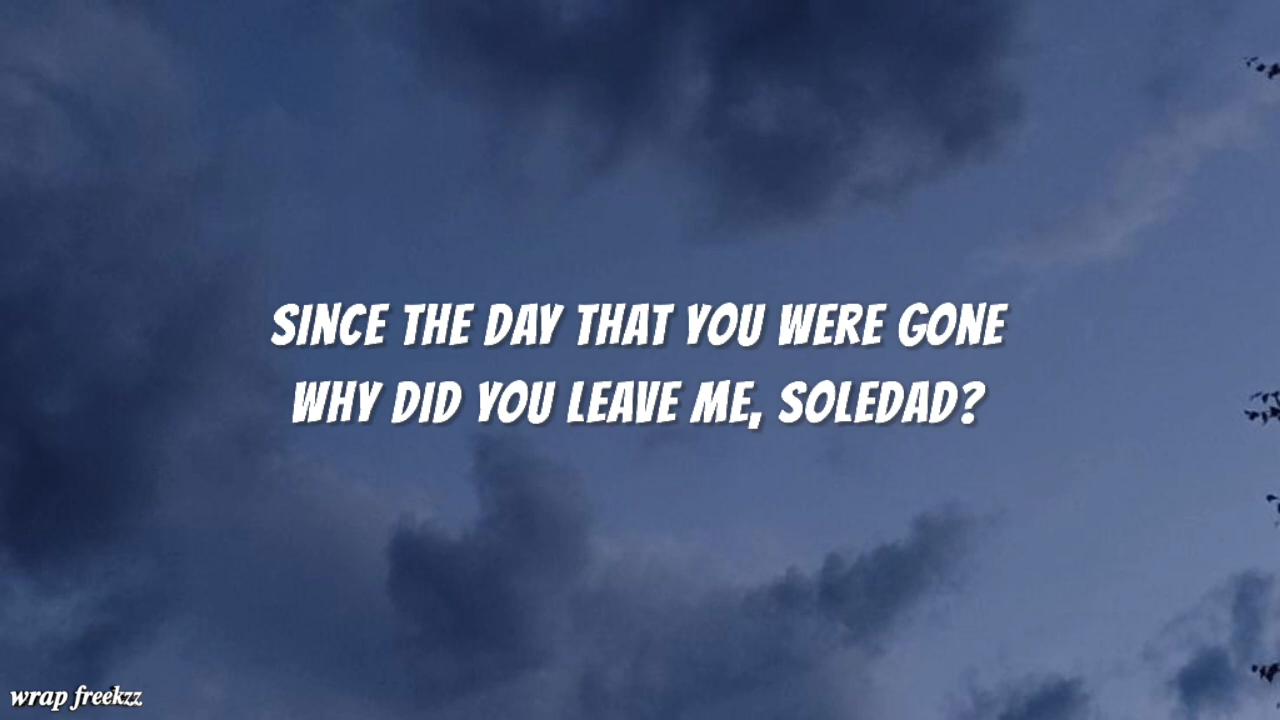 SINCE THE DAY THAT YOU WERE GONE
WHY DID YOU LEAVE ME, SOLEDAD?
wrap freekzz